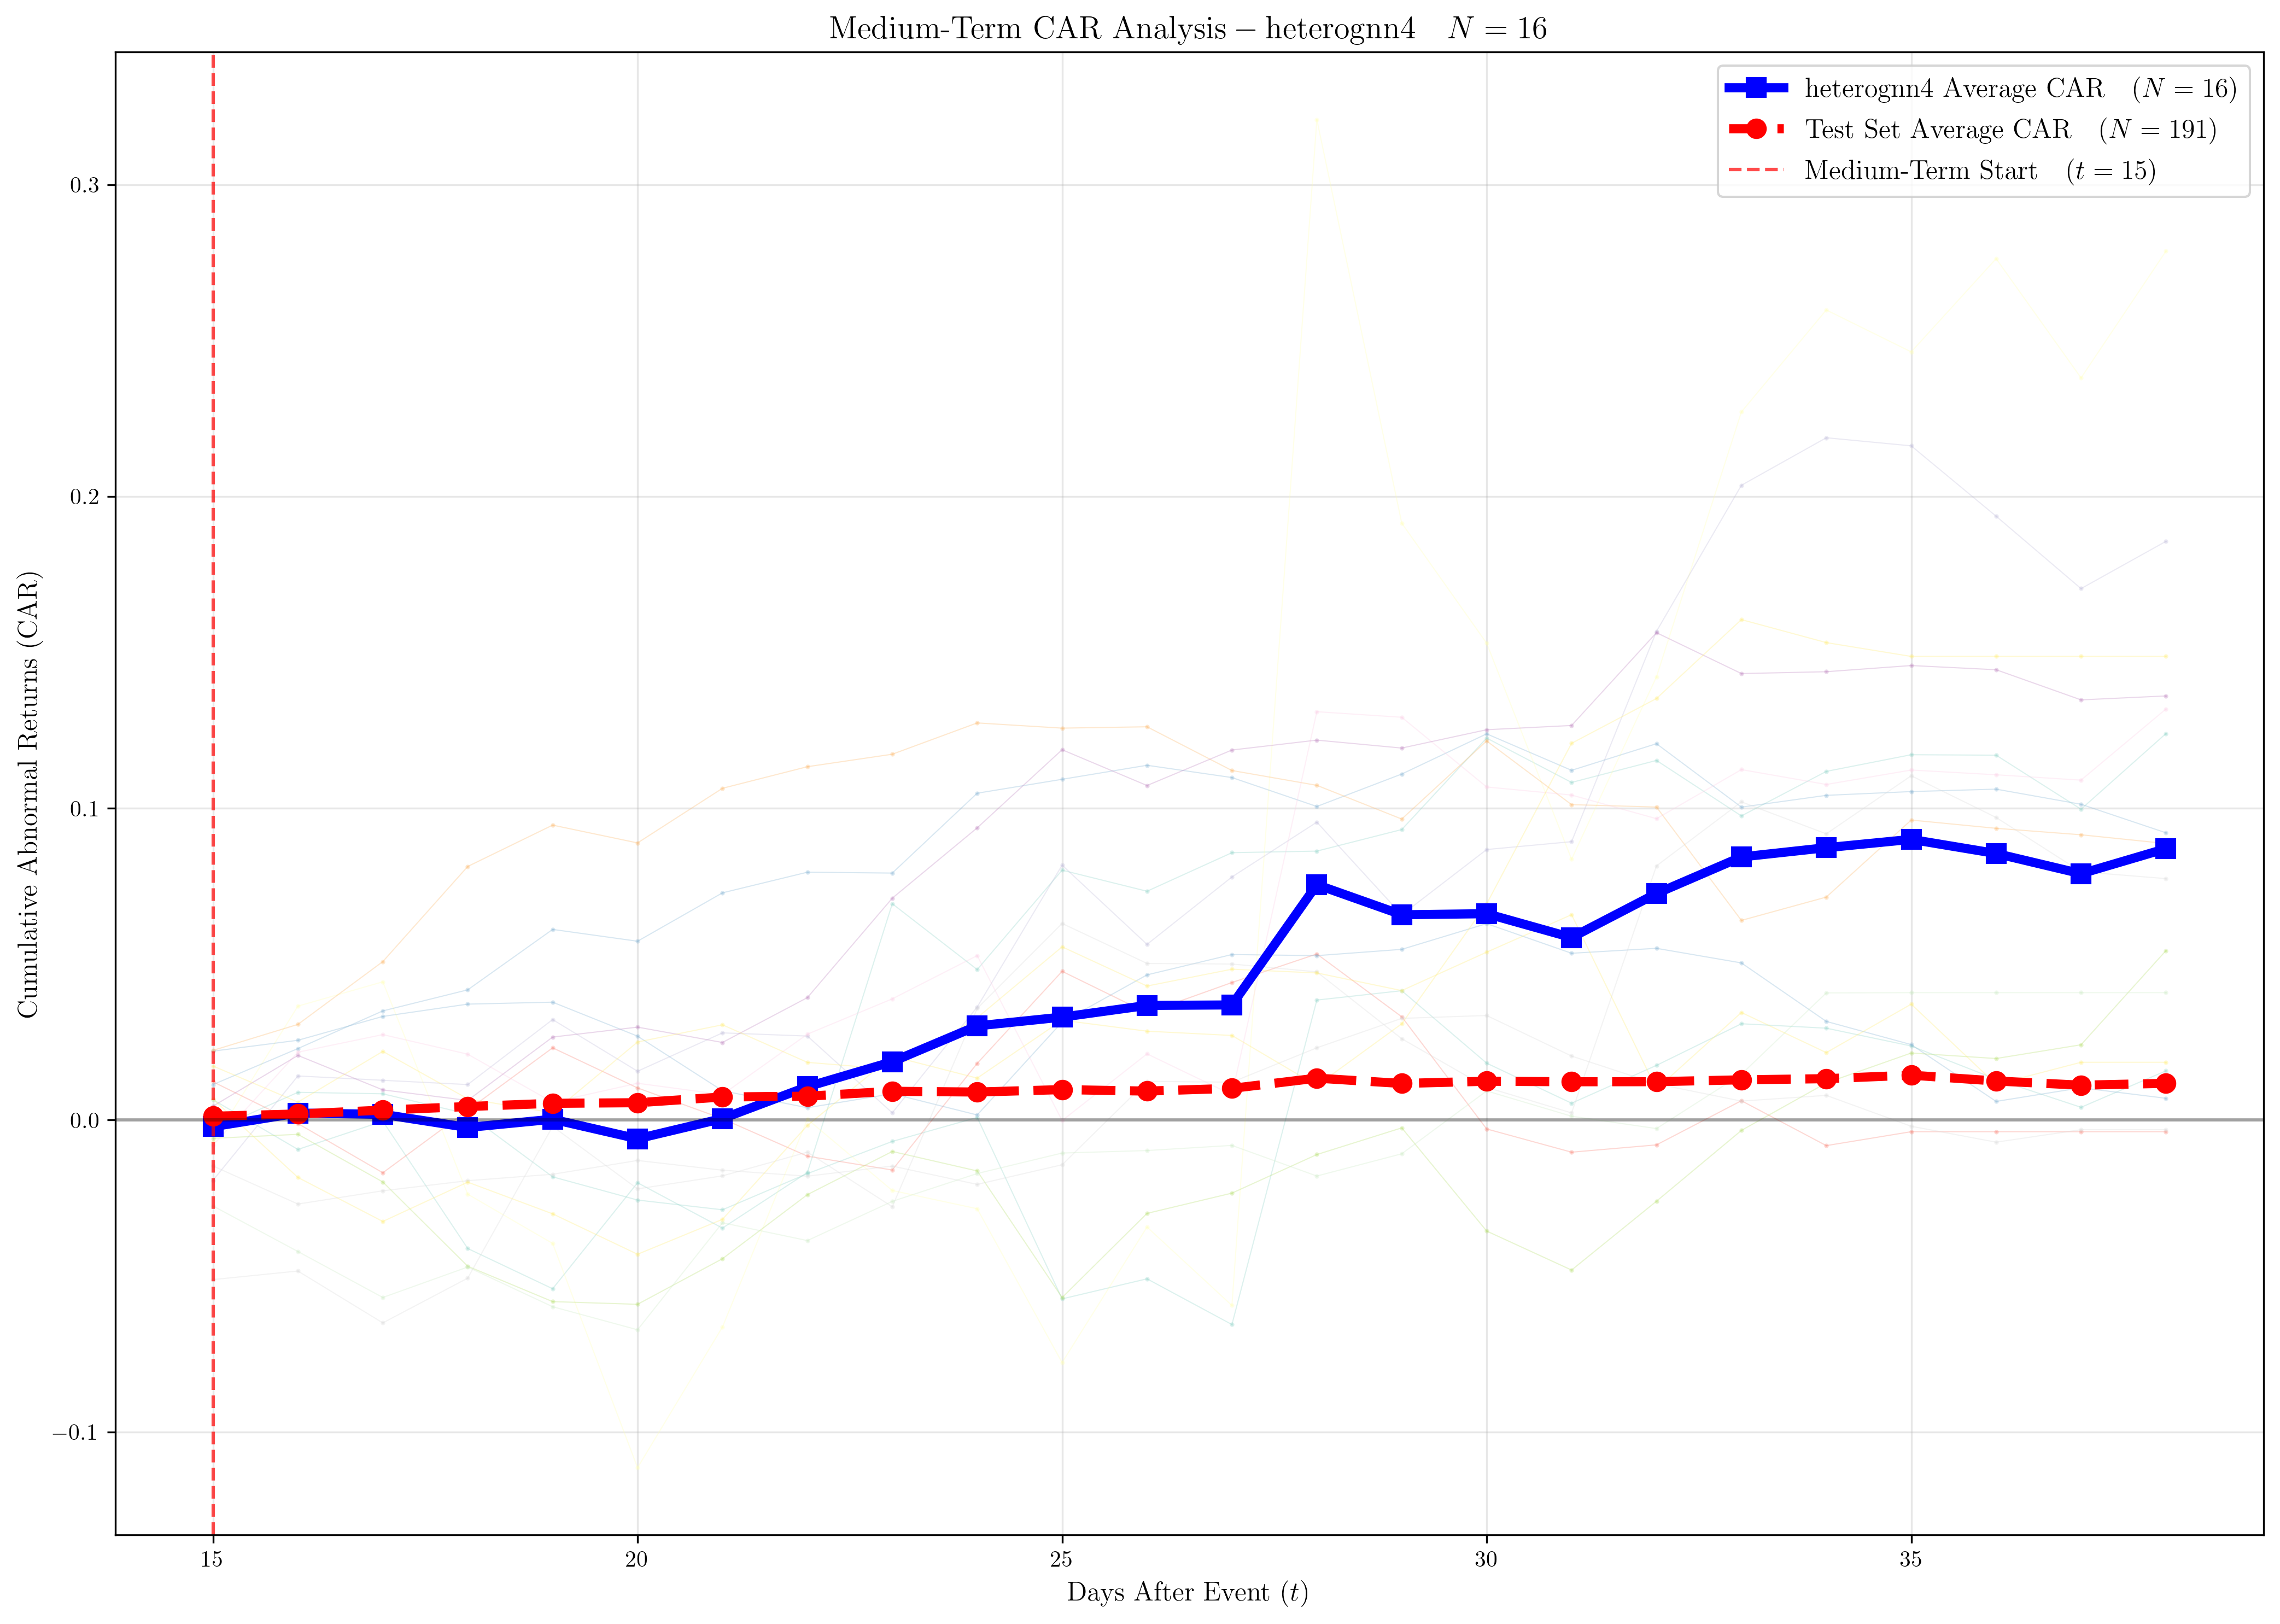 Medium-Term CAR Analysis – heterognn4 N = 16
heterognn4 Average CAR (N = 16)
Test Set Average CAR (N = 191)
Medium-Term Start (t = 15)
Cumulative Abnormal Returns (CAR)
0.3
0.2
0.1
0.0
−0.1
15 20 25 30 35
Days After Event (t)